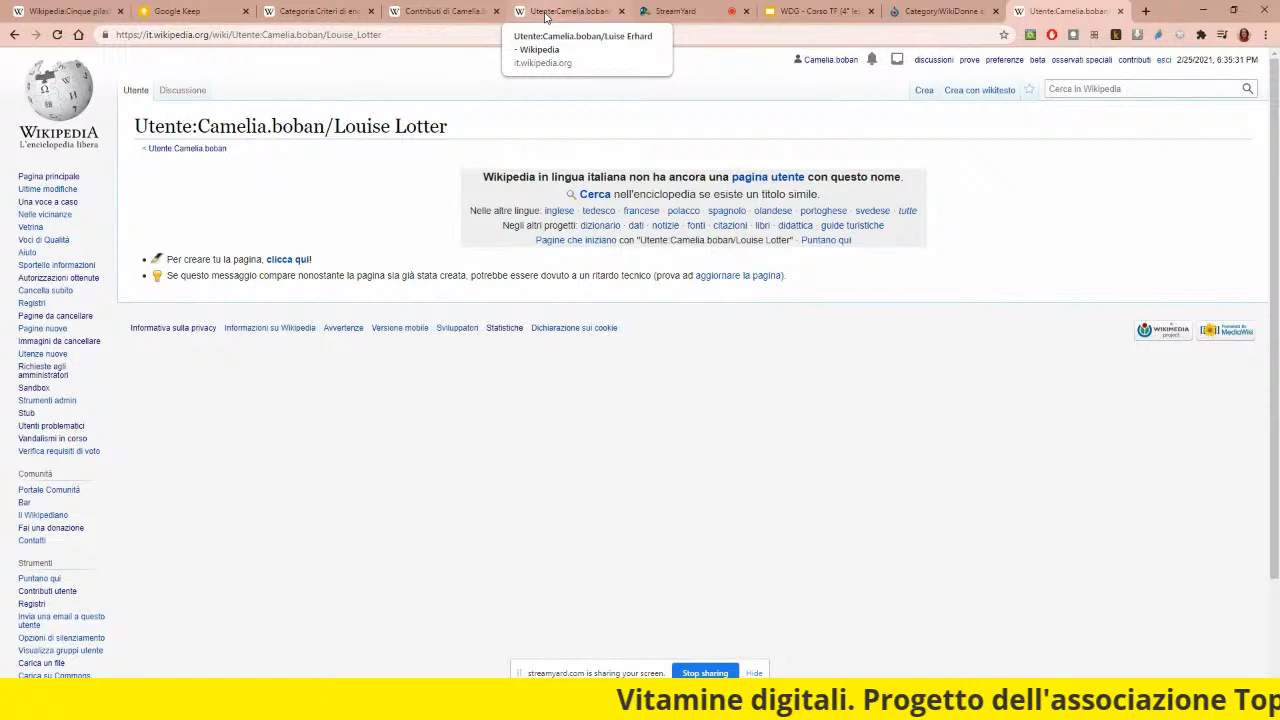 Wikipedia:Cinque pilast
Google Keep
Categoria:Criteri di enc
Contributi di Camelia.b
Utente:Camelia.boban
StreamYard
WDG - Corso TF (4° lez
Category:WikiDonne s
Utente:Camelia.boban/
https://it.wikipedia.org/wiki/Utente:Camelia.boban/Louise_Lotter
Utente:Camelia.boban/Luise Erhard
- Wikipedia
it.wikipedia.org
Camelia.boban
discussioni prove preferenze beta osservati speciali contributi esci 2/25/2021, 6:35:31 PM
Utente Discussione
Crea Crea con wikitesto
Cerca in Wikipedia
WIKIPEDIA
L'enciclopedia libera
Utente:Camelia.boban/Louise Lotter
< Utente:Camelia.boban
Wikipedia in lingua italiana non ha ancora una pagina utente con questo nome.
Cerca nell'enciclopedia se esiste un titolo simile.
Nelle altre lingue: inglese · tedesco · francese · polacco · spagnolo · olandese · portoghese · svedese · tutte
Negli altri progetti: dizionario · dati · notizie · fonti · citazioni · libri · didattica · guide turistiche
Pagine che iniziano con "Utente:Camelia.boban/Louise Lotter" · Puntano qui
Per creare tu la pagina, clicca qui!
Se questo messaggio compare nonostante la pagina sia già stata creata, potrebbe essere dovuto a un ritardo tecnico (prova ad aggiornare la pagina).
Informativa sulla privacy Informazioni su Wikipedia Avvertenze Versione mobile Sviluppatori Statistiche Dichiarazione sui cookie
WIKIMEDIA
project
Powered By
MediaWiki
Pagina principale
Ultime modifiche
Una voce a caso
Nelle vicinanze
Vetrina
Voci di Qualità
Aiuto
Sportello informazioni
Autorizzazioni ottenute
Cancella subito
Registri
Pagine da cancellare
Pagine nuove
Immagini da cancellare
Utenze nuove
Richieste agli
amministratori
Sandbox
Strumenti admin
Stub
Utenti problematici
Vandalismi in corso
Verifica requisiti di voto
Comunità
Portale Comunità
Bar
Il Wikipediano
Fai una donazione
Contatti
Strumenti
Puntano qui
Contributi utente
Registri
Invia una email a questo
utente
Opzioni di silenziamento
Visualizza gruppi utente
Carica un file
Carica su Commons
streamyard.com is sharing your screen.
Stop sharing
Hide
Vitamine digitali. Progetto dell'associazione Top